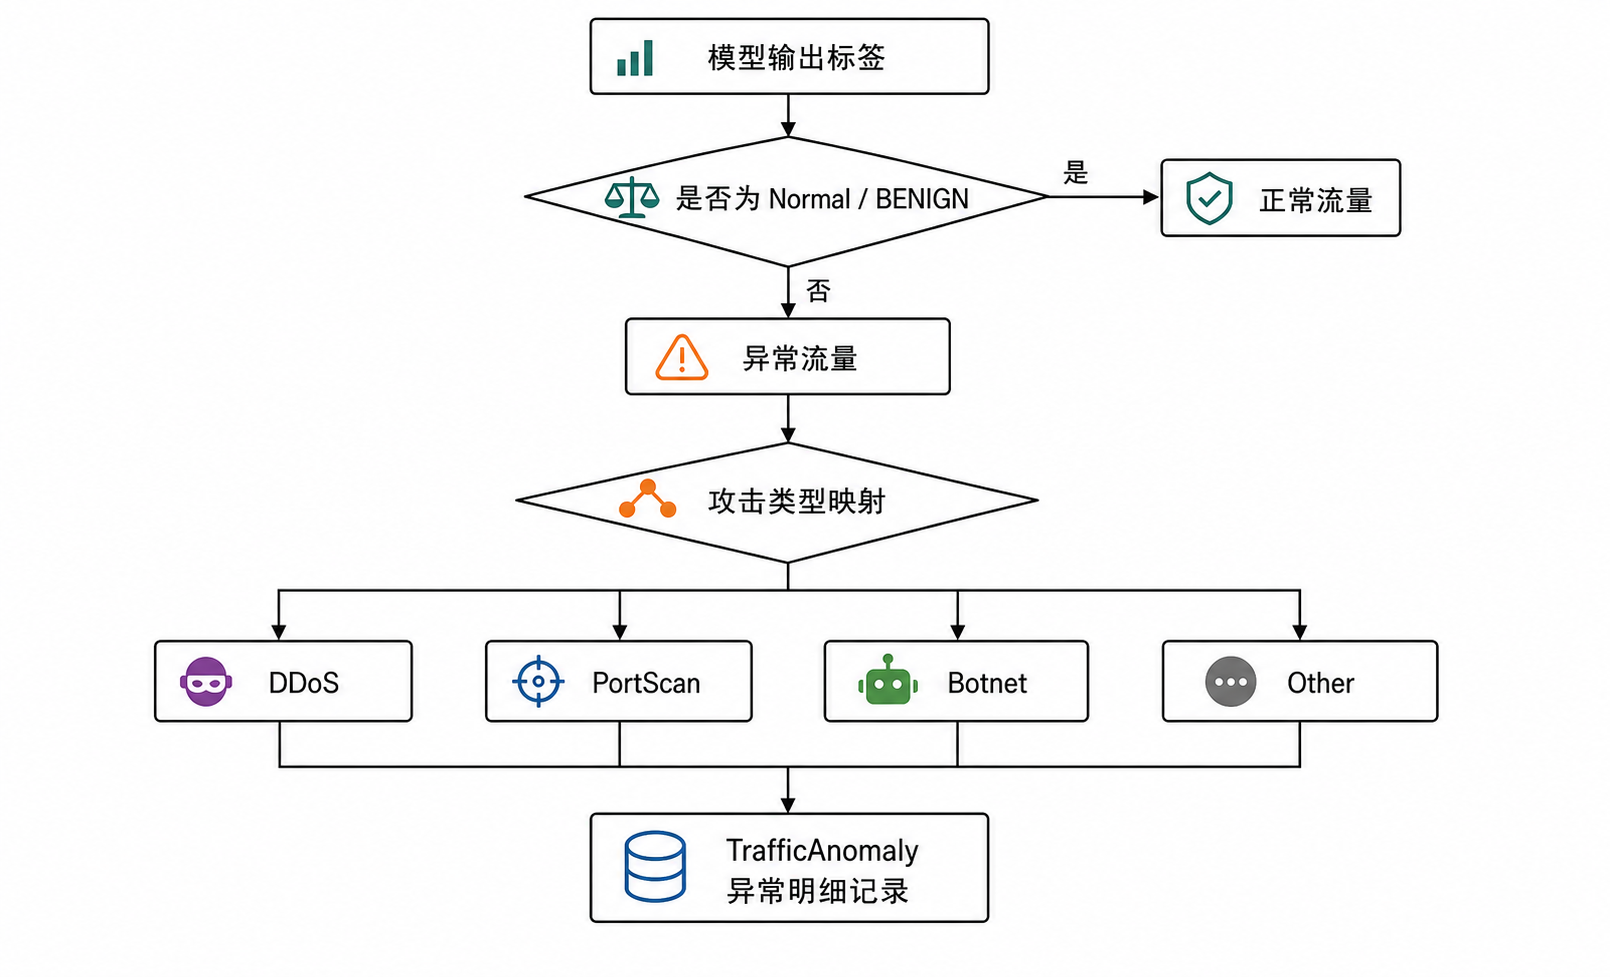 模型输出标签
是否为 Normal / BENIGN
是
正常流量
否
异常流量
攻击类型映射
DDoS
PortScan
Botnet
Other
TrafficAnomaly
异常明细记录